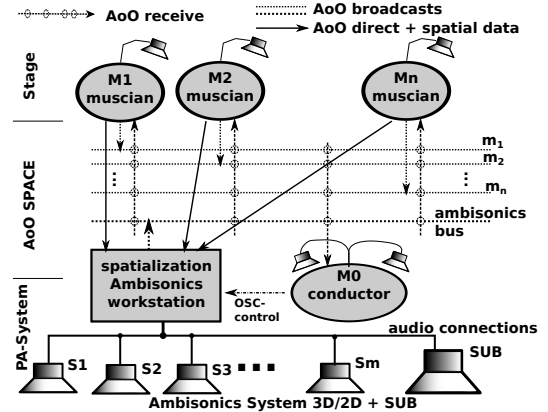 AoO receive
AoO broadcasts
AoO direct + spatial data
Stage
M1
muscian
M2
muscian
Mn
muscian
AoO SPACE
m1
m2
⋮
⋮
mn
ambisonics
bus
spatialization
Ambisonics
workstation
OSC-
control
M0
conductor
PA-System
audio connections
S1
S2
S3
Sm
SUB
Ambisonics System 3D/2D + SUB